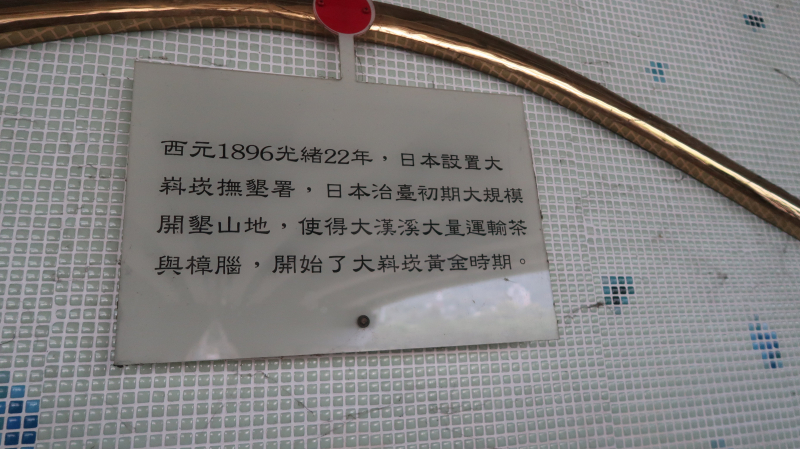 西元1896光緒22年，日本設置大
嵙崁撫墾署，日本治臺初期大規模
開墾山地，使得大漢溪大量運輸茶
與樟腦，開始了大嵙崁黃金時期。